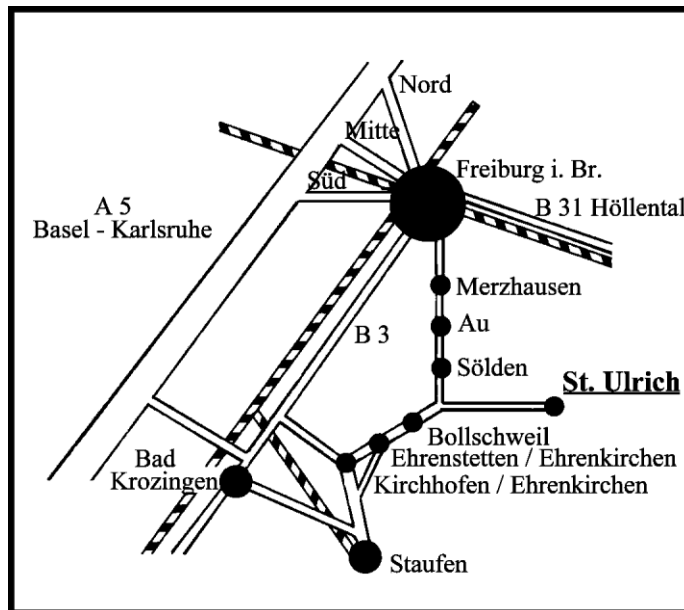 Nord
Mitte
Süd
Freiburg i. Br.
A 5
Basel - Karlsruhe
B 31 Höllental
Merzhausen
Au
B 3
Sölden
St. Ulrich
Bollschweil
Ehrenstetten / Ehrenkirchen
Bad
Krozingen
Kirchhofen / Ehrenkirchen
Staufen